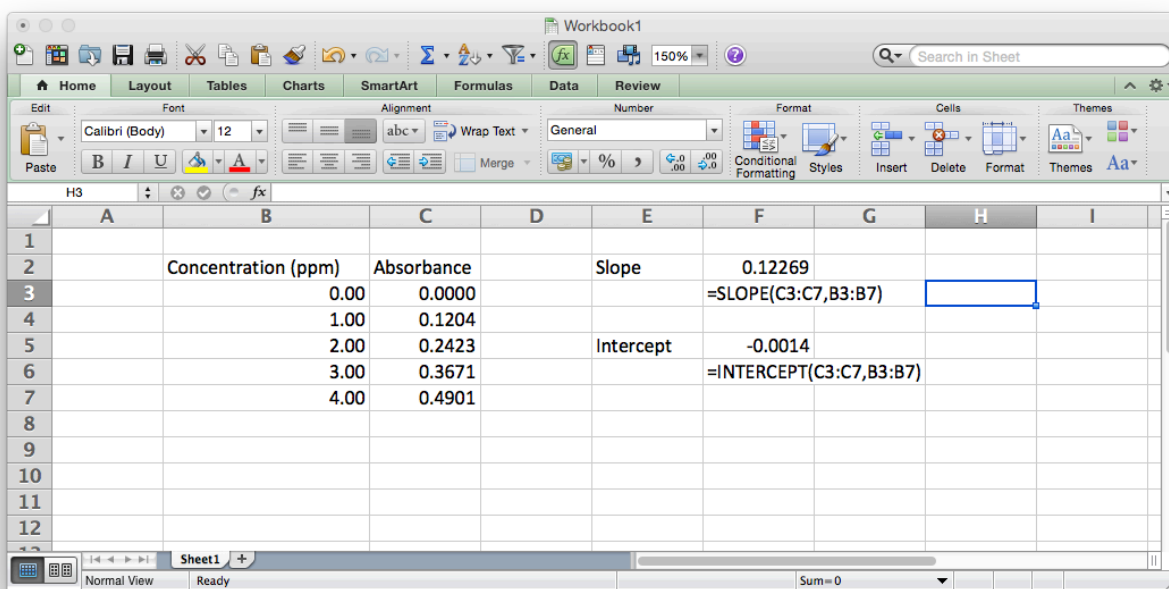 Workbook1
150% Search in Sheet
Home Layout Tables Charts SmartArt Formulas Data Review
Edit Font Alignment Number Format Cells Themes
Calibri (Body) 12 abc Wrap Text General
Paste B I U A Merge % , .0 .00 .00 .0 Conditional Formatting Styles Insert Delete Format Themes Aa
H3 fx
A B C D E F G H I
1
2 Concentration (ppm) Absorbance Slope 0.12269
3 0.00 0.0000 =SLOPE(C3:C7,B3:B7)
4 1.00 0.1204
5 2.00 0.2423 Intercept -0.0014
6 3.00 0.3671 =INTERCEPT(C3:C7,B3:B7)
7 4.00 0.4901
8
9
10
11
12
Sheet1 +
Normal View Ready Sum=0